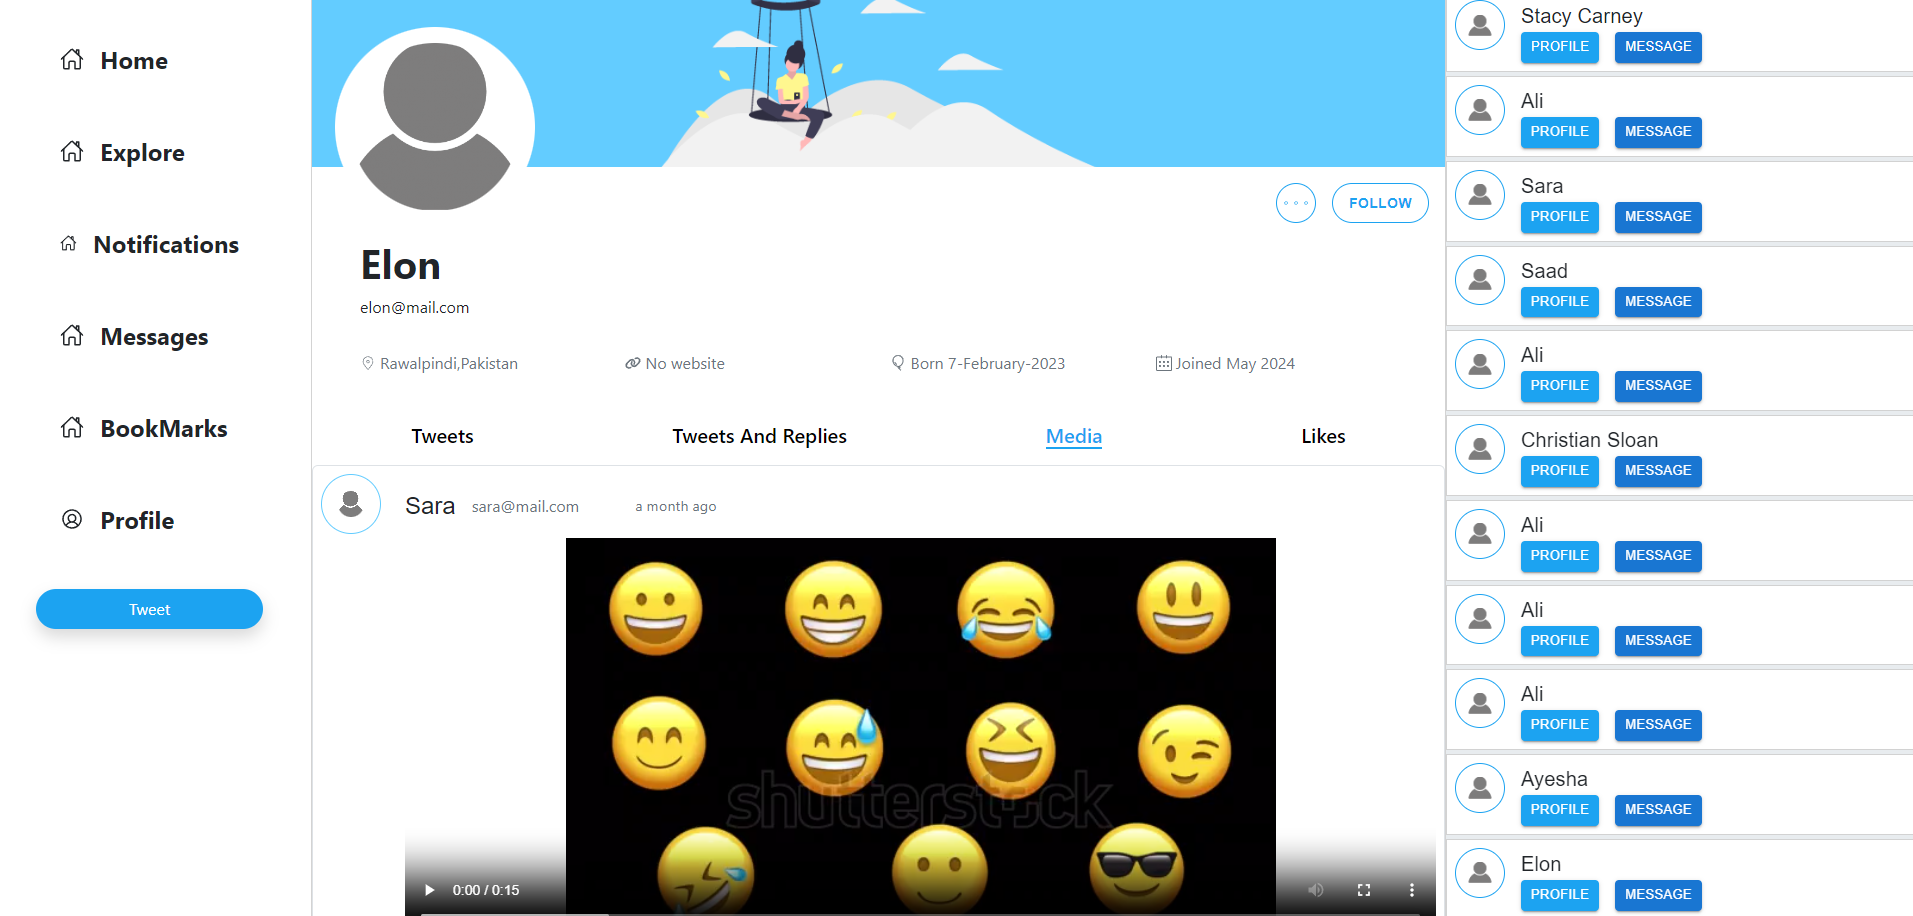 Home
Explore
Notifications
Messages
BookMarks
Profile
Tweet
FOLLOW
Elon
elon@mail.com
Rawalpindi,Pakistan
No website
Born 7-February-2023
Joined May 2024
Tweets
Tweets And Replies
Media
Likes
Sara sara@mail.com a month ago
shutterstock
0:00 / 0:15
Stacy Carney
PROFILE MESSAGE
Ali
PROFILE MESSAGE
Sara
PROFILE MESSAGE
Saad
PROFILE MESSAGE
Ali
PROFILE MESSAGE
Christian Sloan
PROFILE MESSAGE
Ali
PROFILE MESSAGE
Ali
PROFILE MESSAGE
Ali
PROFILE MESSAGE
Ayesha
PROFILE MESSAGE
Elon
PROFILE MESSAGE